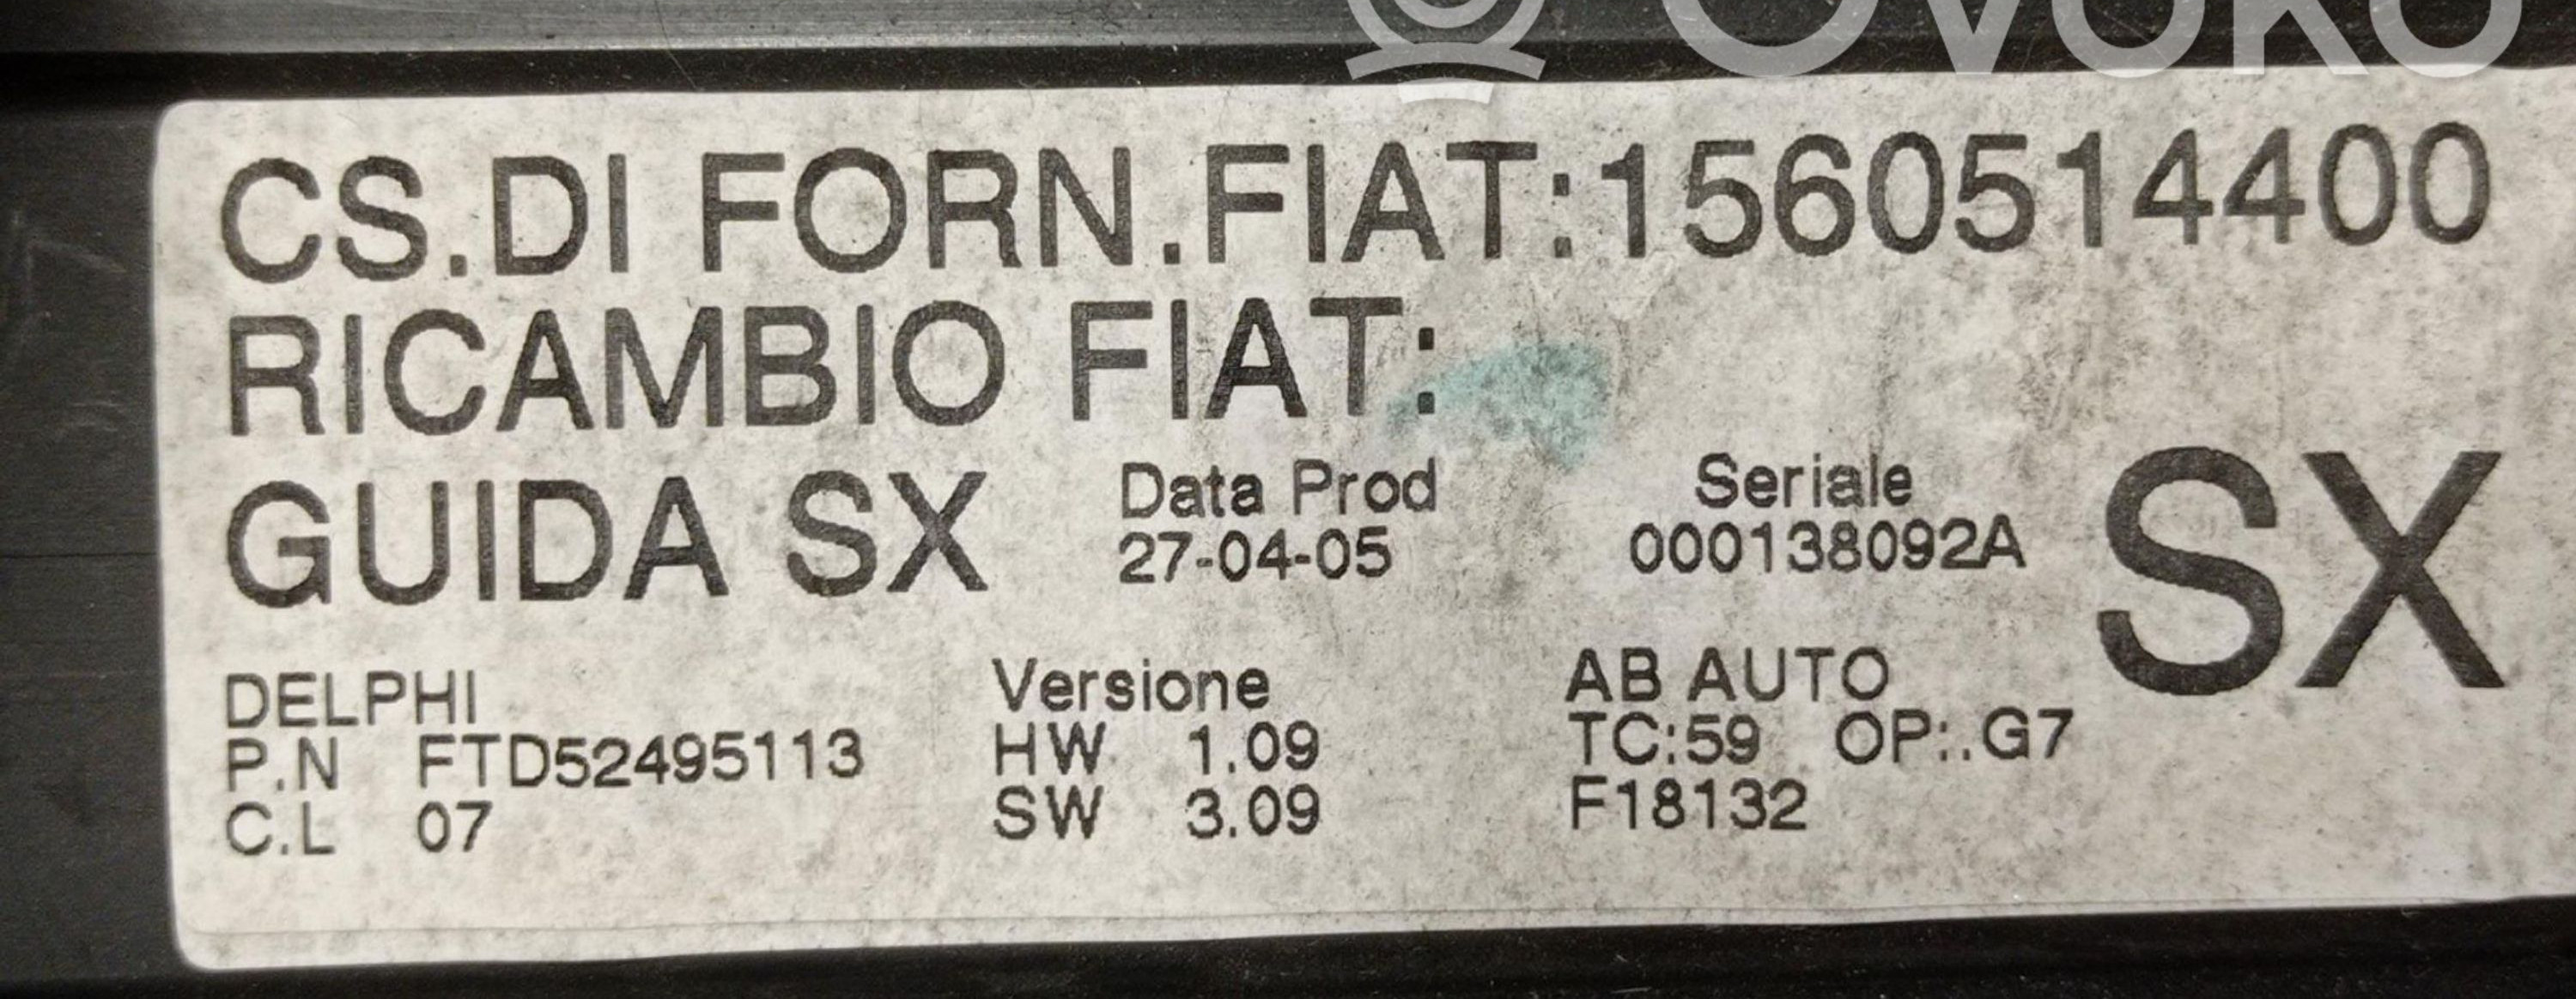 OVOKO
CS.DI FORN.FIAT:1560514400
RICAMBIO FIAT:
GUIDA SX Data Prod Seriale SX
27-04-05 000138092A
DELPHI Versione AB AUTO
P.N FTD52495113 HW 1.09 TC:59 OP:.G7
C.L 07 SW 3.09 F18132